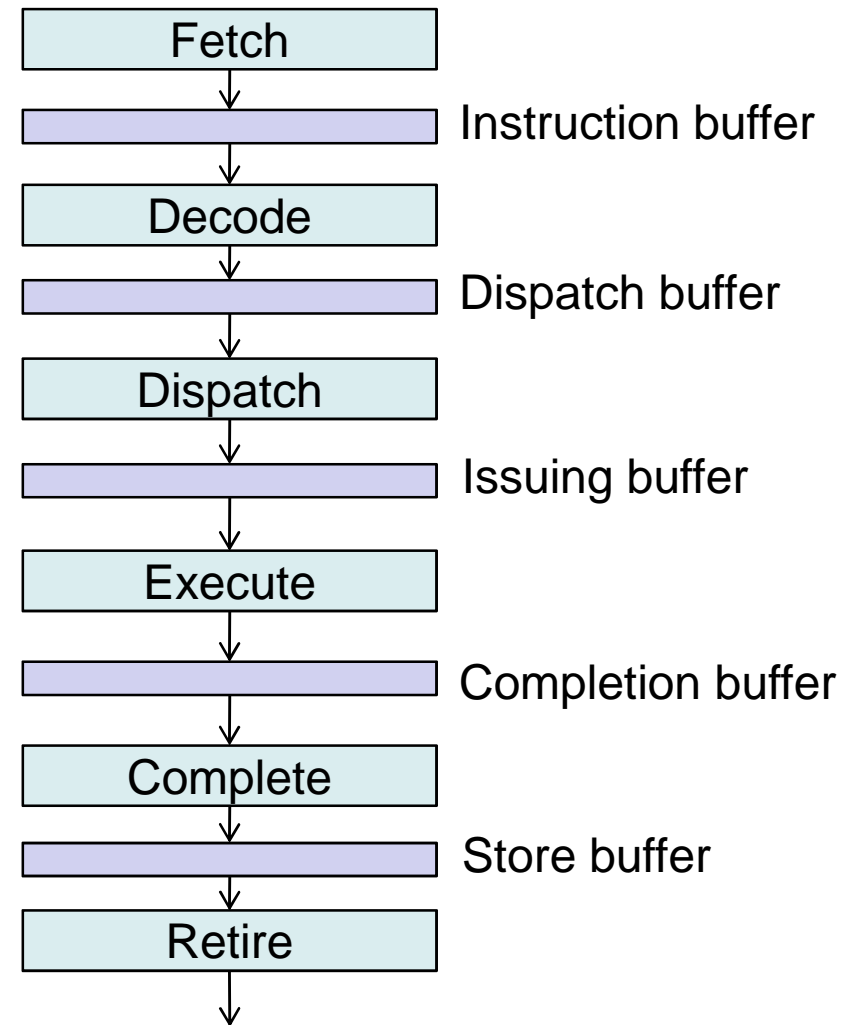 Fetch
Instruction buffer
Decode
Dispatch buffer
Dispatch
Issuing buffer
Execute
Completion buffer
Complete
Store buffer
Retire